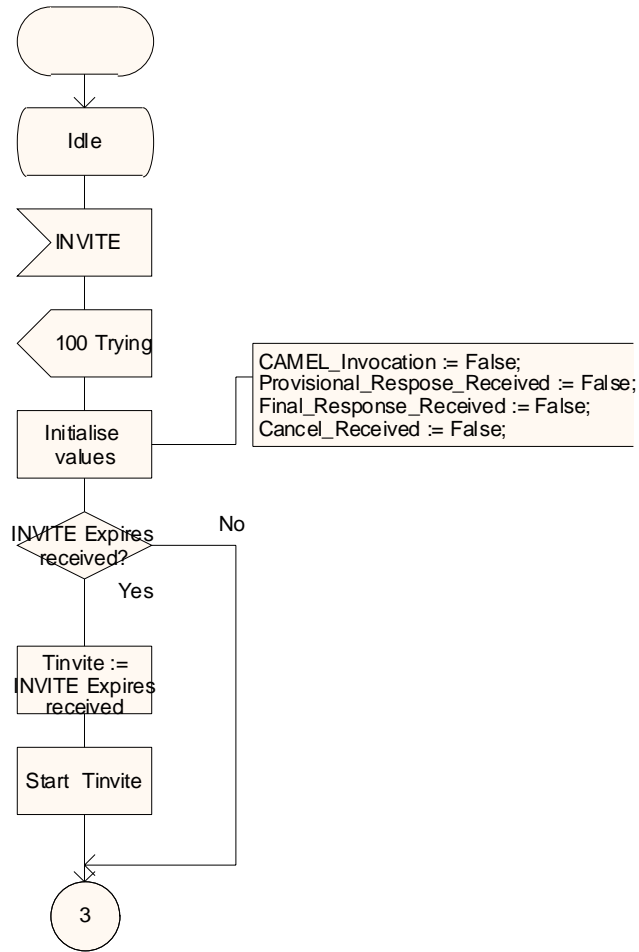 Idle
INVITE
100 Trying
CAMEL_Invocation := False;
Provisional_Respose_Received := False;
Final_Response_Received := False;
Cancel_Received := False;
Initialise
values
INVITE Expires
received?
No
Yes
Tinvite :=
INVITE Expires
received
Start Tinvite
3